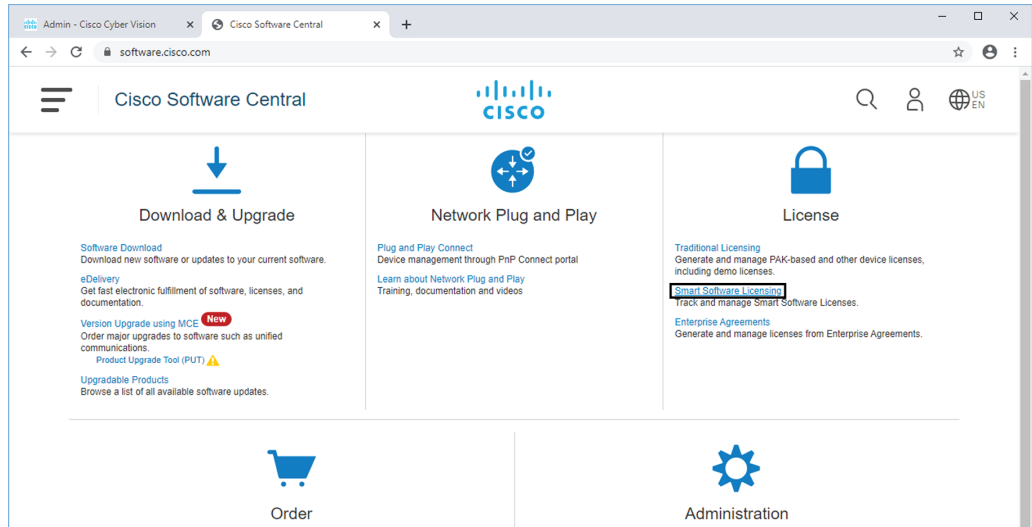 Admin - Cisco Cyber Vision
Cisco Software Central
software.cisco.com
Cisco Software Central
CISCO
US
EN
Download & Upgrade
Software Download
Download new software or updates to your current software.
eDelivery
Get fast electronic fulfillment of software, licenses, and
documentation.
Version Upgrade using MCE New
Order major upgrades to software such as unified
communications.
Product Upgrade Tool (PUT)
Upgradable Products
Browse a list of all available software updates.
Network Plug and Play
Plug and Play Connect
Device management through PnP Connect portal
Learn about Network Plug and Play
Training, documentation and videos
License
Traditional Licensing
Generate and manage PAK-based and other device licenses,
including demo licenses.
Smart Software Licensing
Track and manage Smart Software Licenses.
Enterprise Agreements
Generate and manage licenses from Enterprise Agreements.
Order
Administration